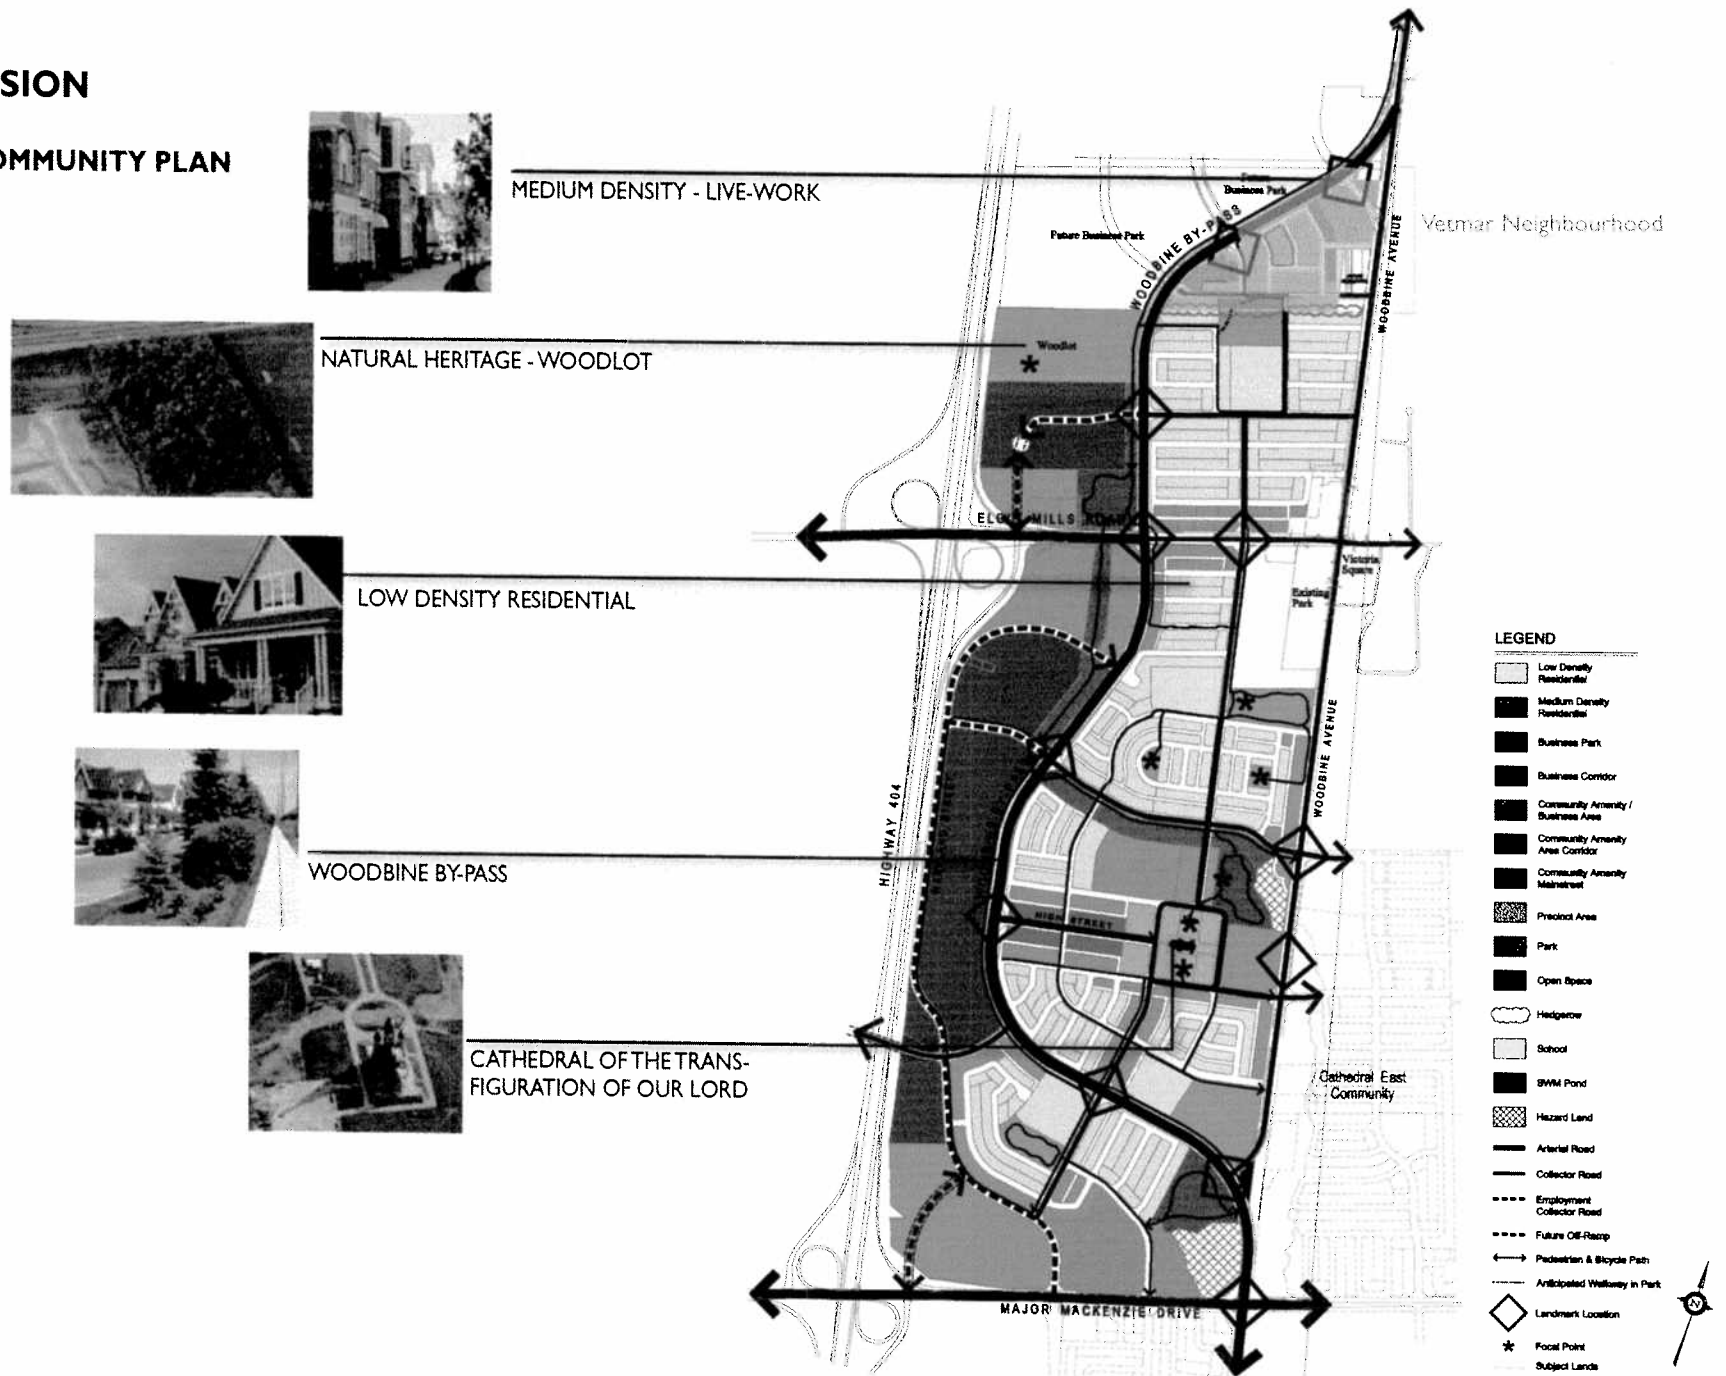 SION
OMMUNITY PLAN
MEDIUM DENSITY - LIVE-WORK
NATURAL HERITAGE - WOODLOT
LOW DENSITY RESIDENTIAL
WOODBINE BY-PASS
CATHEDRAL OF THE TRANS-
FIGURATION OF OUR LORD
Future
Business Park
Future Business Park
WOODBINE BY-PASS
WOODBINE AVENUE
Vetmar Neighbourhood
Woodlot
ELGIN MILLS ROAD
Victoria
Square
Existing
Park
WOODBINE AVENUE
HIGHWAY 404
HIGH STREET
Cathedral East
Community
MAJOR MACKENZIE DRIVE
LEGEND
Low Density
Residential
Medium Density
Residential
Business Park
Business Corridor
Community Amenity /
Business Area
Community Amenity
Area Corridor
Community Amenity
Mainstreet
Precinct Area
Park
Open Space
Hedgerow
School
SWM Pond
Hazard Land
Arterial Road
Collector Road
Employment
Collector Road
Future Off-Ramp
Pedestrian & Bicycle Path
Anticipated Walkway in Park
Landmark Location
Focal Point
Subject Lands
N